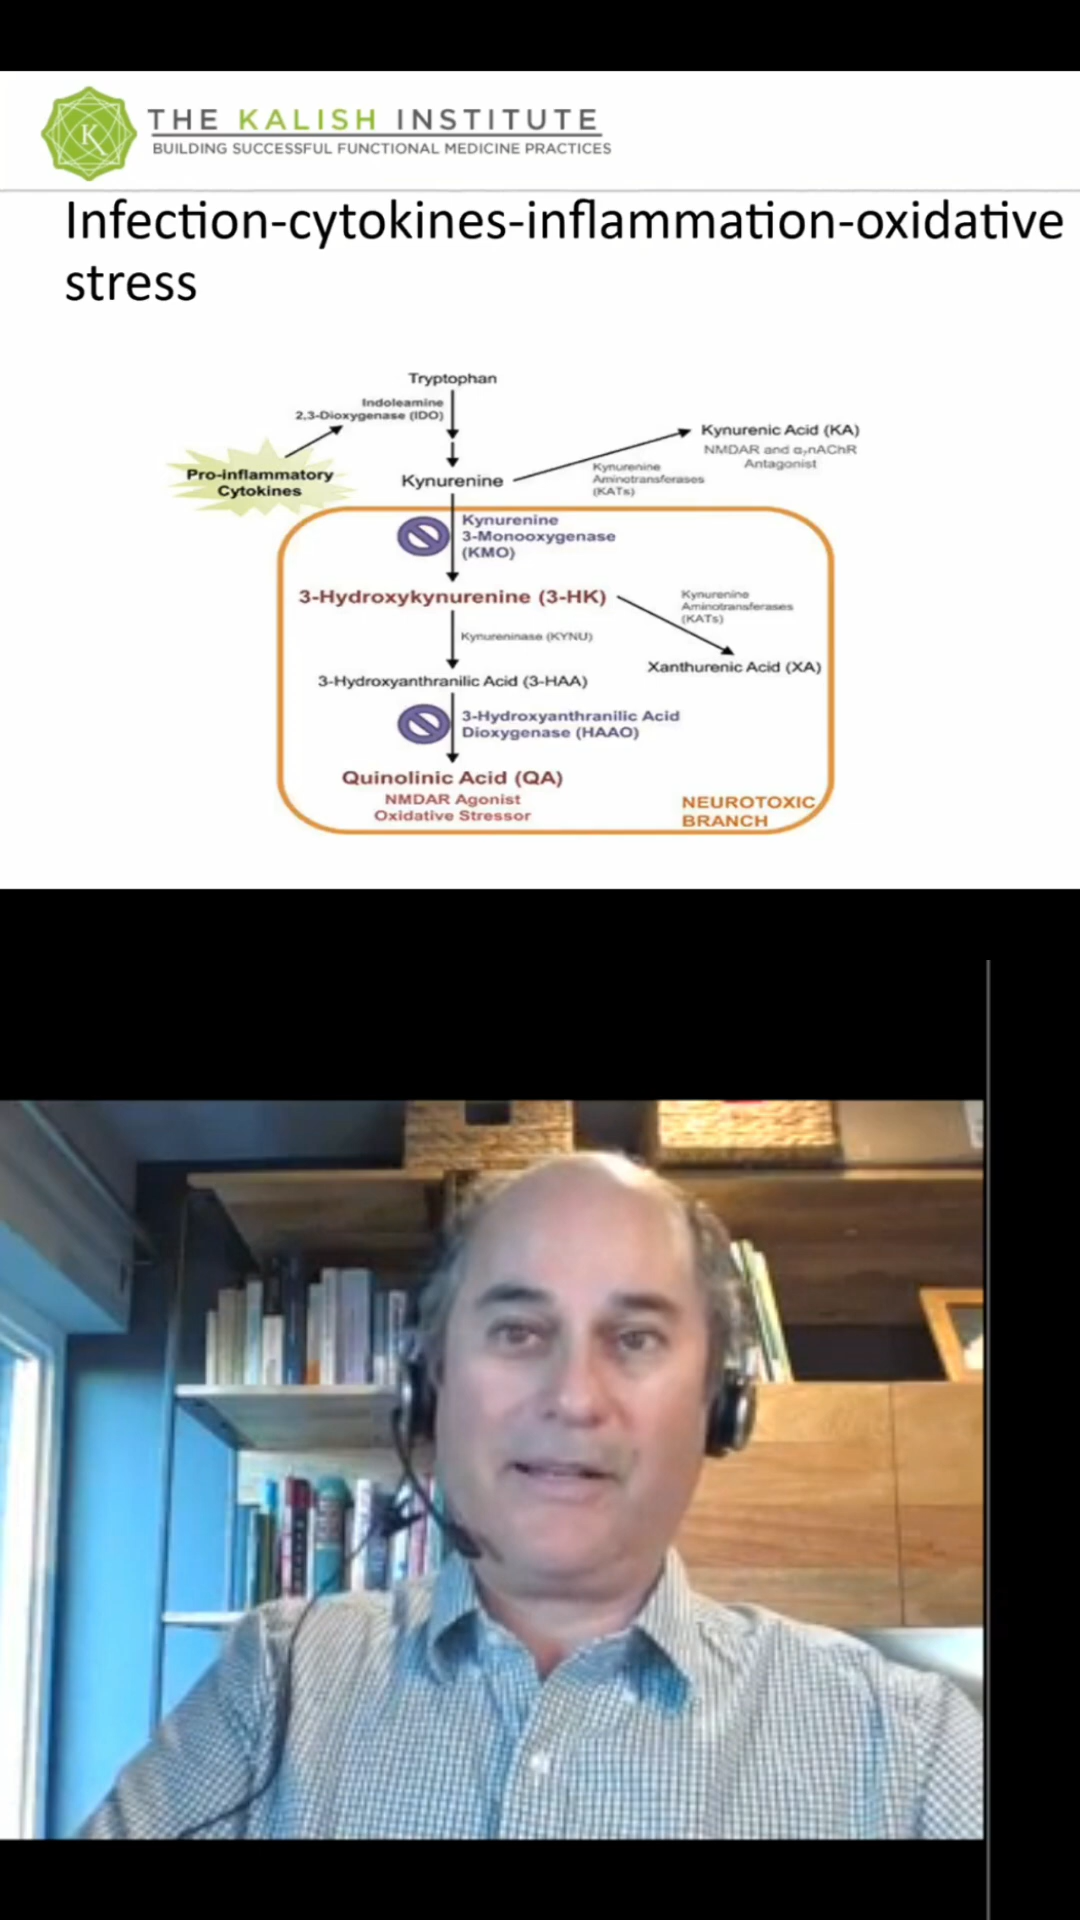 THE KALISH INSTITUTE
BUILDING SUCCESSFUL FUNCTIONAL MEDICINE PRACTICES
K
Infection-cytokines-inflammation-oxidative
stress
Tryptophan
Indoleamine
2,3-Dioxygenase (IDO)
Pro-inflammatory
Cytokines
Kynurenine
Kynurenic Acid (KA)
NMDAR and α₇nAChR
Antagonist
Kynurenine
Aminotransferases
(KATs)
Kynurenine
3-Monooxygenase
(KMO)
3-Hydroxykynurenine (3-HK)
Kynurenine
Aminotransferases
(KATs)
Kynureninase (KYNU)
Xanthurenic Acid (XA)
3-Hydroxyanthranilic Acid (3-HAA)
3-Hydroxyanthranilic Acid
Dioxygenase (HAAO)
Quinolinic Acid (QA)
NMDAR Agonist
Oxidative Stressor
NEUROTOXIC
BRANCH